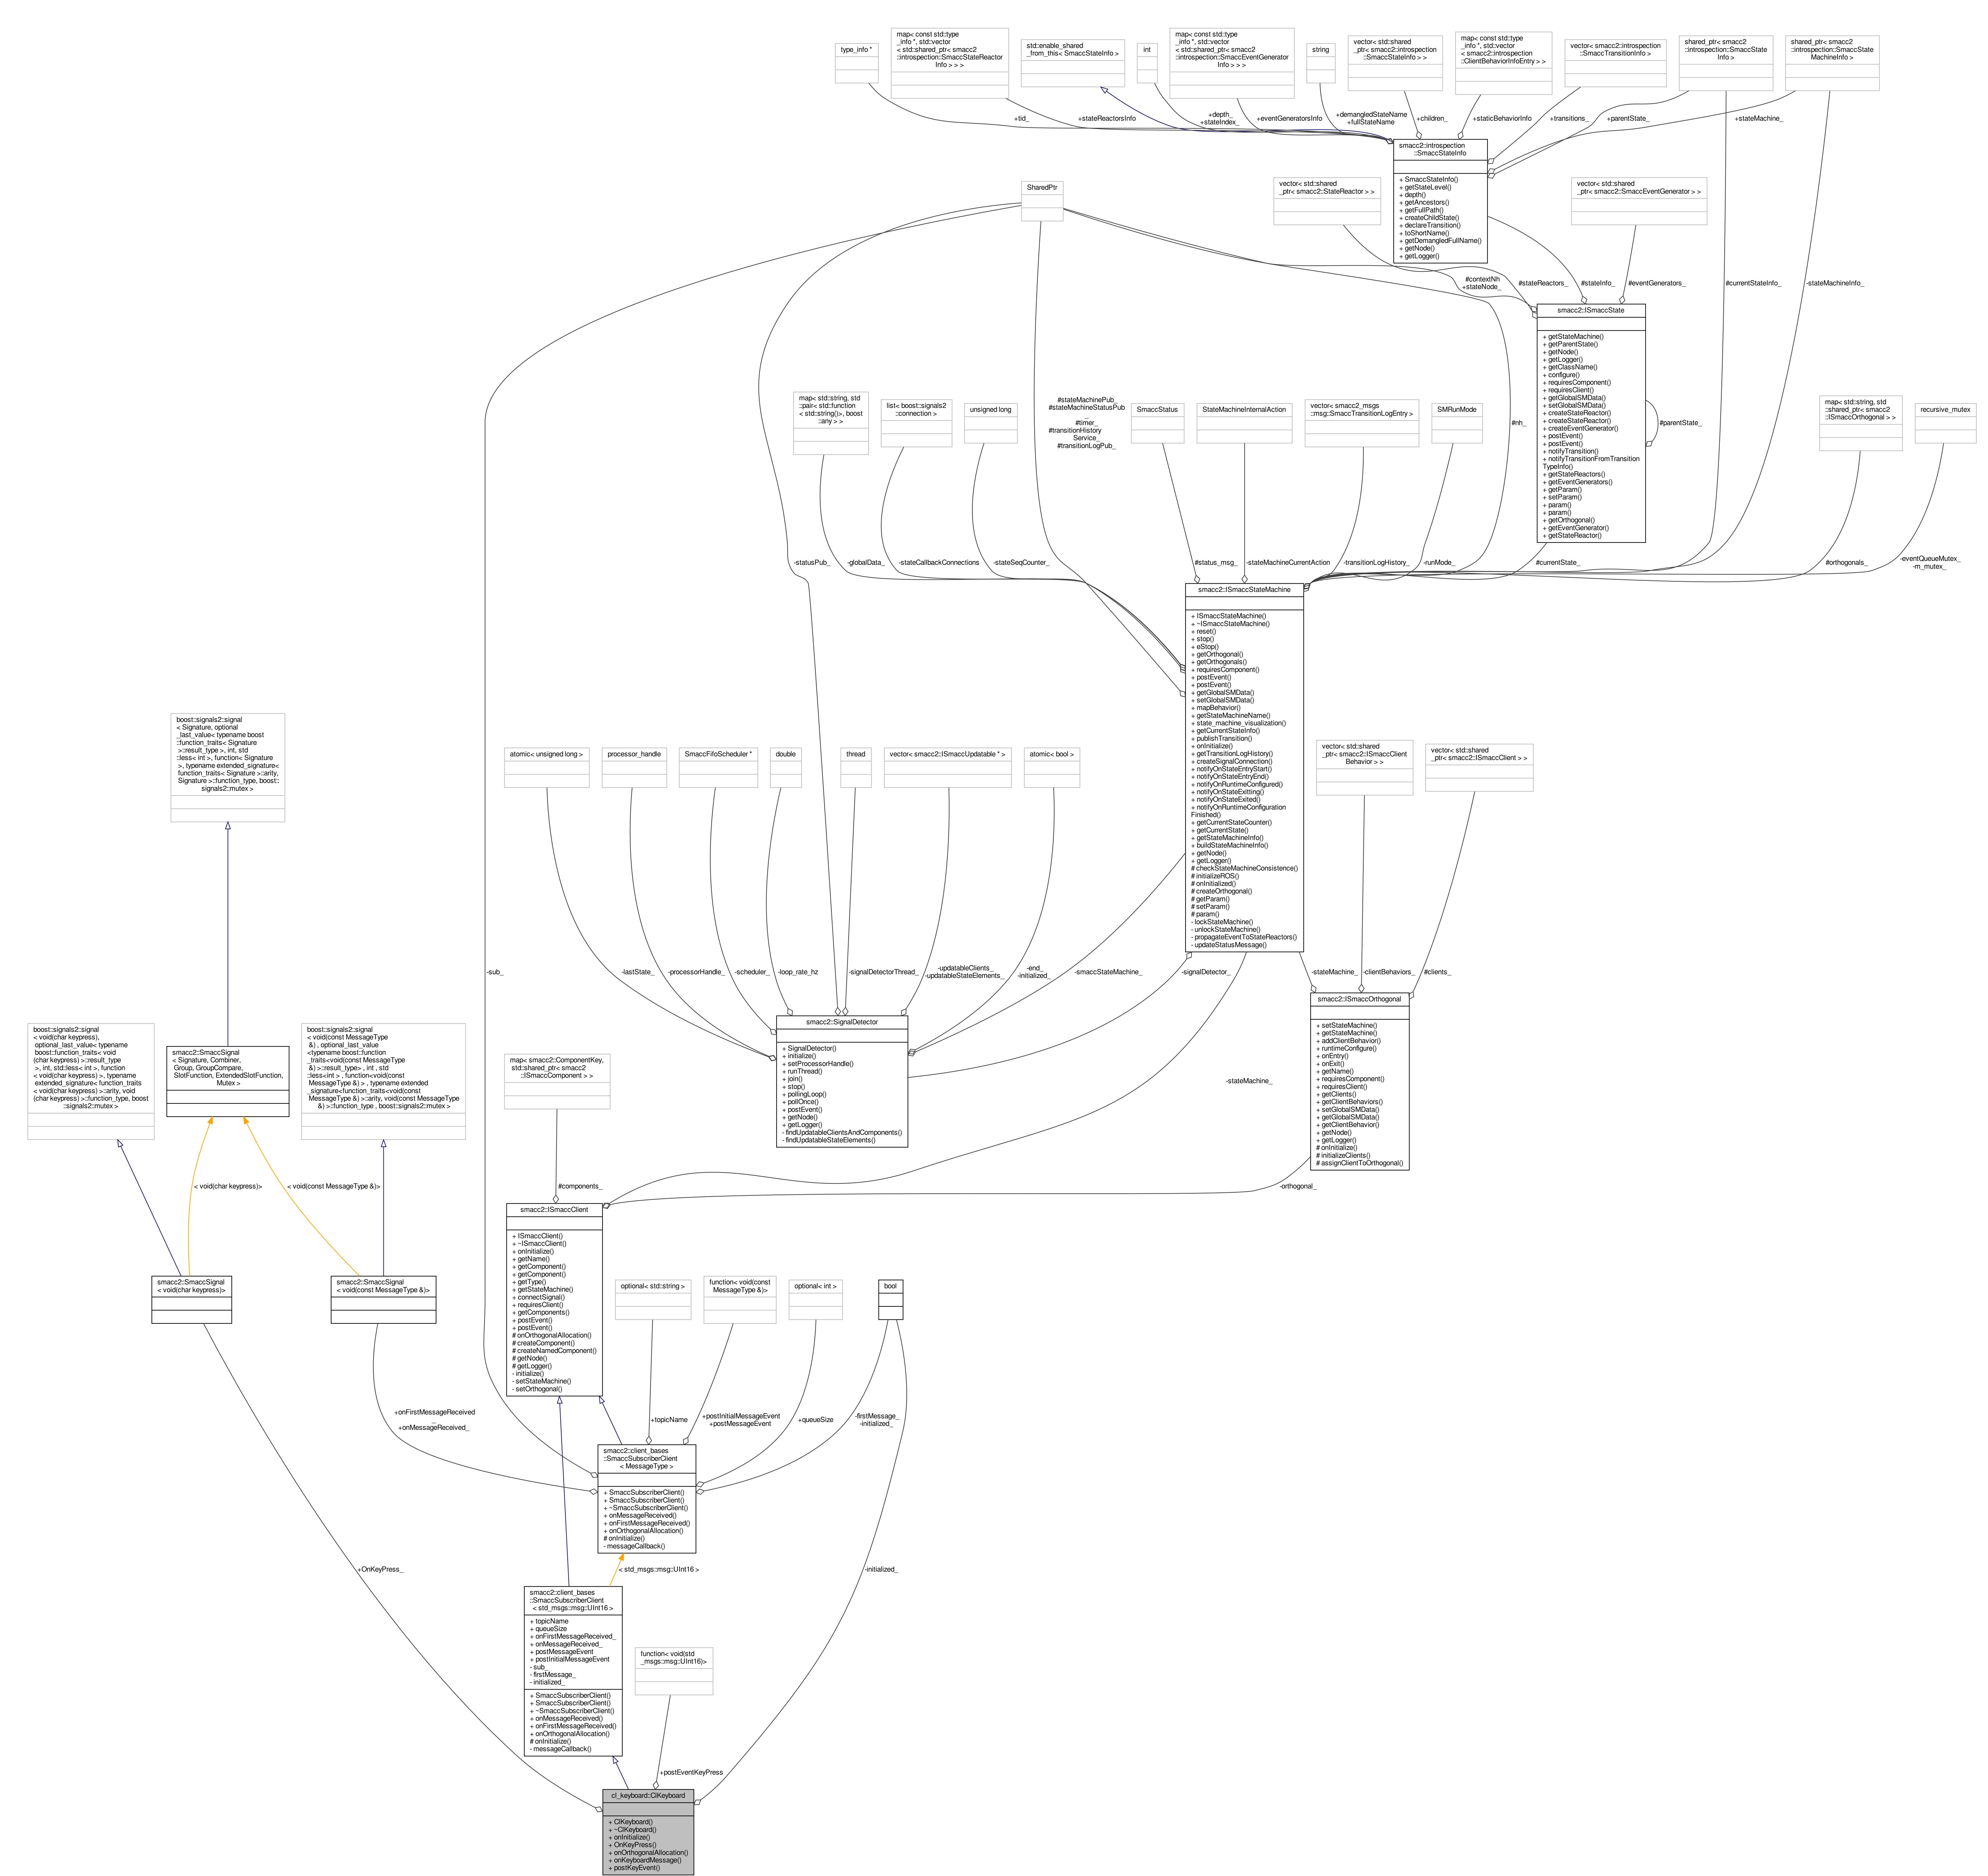 type_info *
map< const std::type
_info *, std::vector
< std::shared_ptr< smacc2
::introspection::SmaccStateReactor
Info > > >
std::enable_shared
_from_this< SmaccStateInfo >
int
map< const std::type
_info *, std::vector
< std::shared_ptr< smacc2
::introspection::SmaccEventGenerator
Info > > >
string
vector< std::shared
_ptr< smacc2::introspection
::SmaccStateInfo > >
map< const std::type
_info *, std::vector
< smacc2::introspection
::ClientBehaviorInfoEntry > >
vector< smacc2::introspection
::SmaccTransitionInfo >
shared_ptr< smacc2
::introspection::SmaccState
Info >
shared_ptr< smacc2
::introspection::SmaccState
MachineInfo >
+tid_
+stateReactorsInfo
+depth_
+stateIndex_
+eventGeneratorsInfo
+demangledStateName
+fullStateName
+children_
+staticBehaviorInfo
+transitions_
+parentState_
+stateMachine_
smacc2::introspection
::SmaccStateInfo
+ SmaccStateInfo()
+ getStateLevel()
+ depth()
+ getAncestors()
+ getFullPath()
+ createChildState()
+ declareTransition()
+ toShortName()
+ getDemangledFullName()
+ getNode()
+ getLogger()
SharedPtr
vector< std::shared
_ptr< smacc2::StateReactor > >
vector< std::shared
_ptr< smacc2::SmaccEventGenerator > >
#contextNh
+stateNode_
#stateReactors_
#stateInfo_
#eventGenerators_
#currentStateInfo_
-stateMachineInfo_
smacc2::ISmaccState
+ getStateMachine()
+ getParentState()
+ getNode()
+ getLogger()
+ getClassName()
+ configure()
+ requiresComponent()
+ requiresClient()
+ getGlobalSMData()
+ setGlobalSMData()
+ createStateReactor()
+ createStateReactor()
+ createEventGenerator()
+ postEvent()
+ postEvent()
+ notifyTransition()
+ notifyTransitionFromTransition
TypeInfo()
+ getStateReactors()
+ getEventGenerators()
+ getParam()
+ setParam()
+ param()
+ param()
+ getOrthogonal()
+ getEventGenerator()
+ getStateReactor()
#parentState_
map< std::string, std
::pair< std::function
< std::string()>, boost
::any > >
list< boost::signals2
::connection >
unsigned long
#stateMachinePub_
#stateMachineStatusPub
_
#timer_
#transitionHistory
Service_
#transitionLogPub_
SmaccStatus
StateMachineInternalAction
vector< smacc2_msgs
::msg::SmaccTransitionLogEntry >
SMRunMode
#nh_
map< std::string, std
::shared_ptr< smacc2
::ISmaccOrthogonal > >
recursive_mutex
-statusPub_
-globalData_
-stateCallbackConnections
-stateSeqCounter_
#status_msg_
-stateMachineCurrentAction
-transitionLogHistory_
-runMode_
#currentState_
#orthogonals_
-eventQueueMutex_
-m_mutex_
smacc2::ISmaccStateMachine
+ ISmaccStateMachine()
+ ~ISmaccStateMachine()
+ reset()
+ stop()
+ eStop()
+ getOrthogonal()
+ getOrthogonals()
+ requiresComponent()
+ postEvent()
+ postEvent()
+ getGlobalSMData()
+ setGlobalSMData()
+ mapBehavior()
+ getStateMachineName()
+ state_machine_visualization()
+ getCurrentStateInfo()
+ publishTransition()
+ onInitialize()
+ getTransitionLogHistory()
+ createSignalConnection()
+ notifyOnStateEntryStart()
+ notifyOnStateEntryEnd()
+ notifyOnRuntimeConfigured()
+ notifyOnStateExitting()
+ notifyOnStateExited()
+ notifyOnRuntimeConfiguration
Finished()
+ getCurrentStateCounter()
+ getCurrentState()
+ getStateMachineInfo()
+ buildStateMachineInfo()
+ getNode()
+ getLogger()
# checkStateMachineConsistence()
# initializeROS()
# onInitialized()
# createOrthogonal()
# getParam()
# setParam()
# param()
- lockStateMachine()
- unlockStateMachine()
- propagateEventToStateReactors()
- updateStatusMessage()
boost::signals2::signal
< Signature, optional
_last_value< typename boost
::function_traits< Signature
>::result_type >, int, std
::less< int >, function< Signature
>, typename extended_signature<
function_traits< Signature >::arity,
Signature >::function_type, boost::
signals2::mutex >
atomic< unsigned long >
processor_handle
SmaccFifoScheduler *
double
thread
vector< smacc2::ISmaccUpdatable * >
atomic< bool >
vector< std::shared
_ptr< smacc2::ISmaccClient
Behavior > >
vector< std::shared
_ptr< smacc2::ISmaccClient > >
-sub_
-lastState_
-processorHandle_
-scheduler_
-loop_rate_hz
-signalDetectorThread_
-updatableClients_
-updatableStateElements_
-end_
-initialized_
-smaccStateMachine_
-signalDetector_
-stateMachine_
-clientBehaviors_
#clients_
smacc2::SignalDetector
+ SignalDetector()
+ initialize()
+ setProcessorHandle()
+ runThread()
+ join()
+ stop()
+ pollingLoop()
+ pollOnce()
+ postEvent()
+ getNode()
+ getLogger()
- findUpdatableClientsAndComponents()
- findUpdatableStateElements()
smacc2::ISmaccOrthogonal
+ setStateMachine()
+ getStateMachine()
+ addClientBehavior()
+ runtimeConfigure()
+ onEntry()
+ onExit()
+ getName()
+ requiresComponent()
+ requiresClient()
+ getClients()
+ getClientBehaviors()
+ setGlobalSMData()
+ getGlobalSMData()
+ getClientBehavior()
+ getNode()
+ getLogger()
# onInitialize()
# initializeClients()
# assignClientToOrthogonal()
boost::signals2::signal
< void(char keypress),
optional_last_value< typename
boost::function_traits< void
(char keypress) >::result_type
>, int, std::less< int >, function
< void(char keypress) >, typename
extended_signature< function_traits
< void(char keypress) >::arity, void
(char keypress) >::function_type, boost
::signals2::mutex >
smacc2::SmaccSignal
< Signature, Combiner,
Group, GroupCompare,
SlotFunction, ExtendedSlotFunction,
Mutex >
boost::signals2::signal
< void(const MessageType
&) , optional_last_value
<typename boost::function
_traits<void(const MessageType
&) >::result_type> , int , std
::less<int > , function<void(const
MessageType &) > , typename extended
_signature<function_traits<void(const
MessageType &) >::arity, void(const MessageType
&) >::function_type , boost::signals2::mutex >
map< smacc2::ComponentKey,
std::shared_ptr< smacc2
::ISmaccComponent > >
-stateMachine_
< void(char keypress)>
< void(const MessageType &)>
#components_
-orthogonal_
smacc2::ISmaccClient
+ ISmaccClient()
+ ~ISmaccClient()
+ onInitialize()
+ getName()
+ getComponent()
+ getComponent()
+ getType()
+ getStateMachine()
+ connectSignal()
+ requiresClient()
+ getComponents()
+ postEvent()
+ postEvent()
# onOrthogonalAllocation()
# createComponent()
# createNamedComponent()
# getNode()
# getLogger()
- initialize()
- setStateMachine()
- setOrthogonal()
smacc2::SmaccSignal
< void(char keypress)>
smacc2::SmaccSignal
< void(const MessageType &)>
optional< std::string >
function< void(const
MessageType &)>
optional< int >
bool
+onFirstMessageReceived
_
+onMessageReceived_
+topicName
+postInitialMessageEvent
+postMessageEvent
+queueSize
-firstMessage_
-initialized_
smacc2::client_bases
::SmaccSubscriberClient
< MessageType >
+ SmaccSubscriberClient()
+ SmaccSubscriberClient()
+ ~SmaccSubscriberClient()
+ onMessageReceived()
+ onFirstMessageReceived()
+ onOrthogonalAllocation()
# onInitialize()
- messageCallback()
+OnKeyPress_
< std_msgs::msg::UInt16 >
-initialized_
smacc2::client_bases
::SmaccSubscriberClient
< std_msgs::msg::UInt16 >
+ topicName
+ queueSize
+ onFirstMessageReceived_
+ onMessageReceived_
+ postMessageEvent
+ postInitialMessageEvent
- sub_
- firstMessage_
- initialized_
+ SmaccSubscriberClient()
+ SmaccSubscriberClient()
+ ~SmaccSubscriberClient()
+ onMessageReceived()
+ onFirstMessageReceived()
+ onOrthogonalAllocation()
# onInitialize()
- messageCallback()
function< void(std
_msgs::msg::UInt16)>
+postEventKeyPress
cl_keyboard::ClKeyboard
+ ClKeyboard()
+ ~ClKeyboard()
+ onInitialize()
+ OnKeyPress()
+ onOrthogonalAllocation()
+ onKeyboardMessage()
+ postKeyEvent()